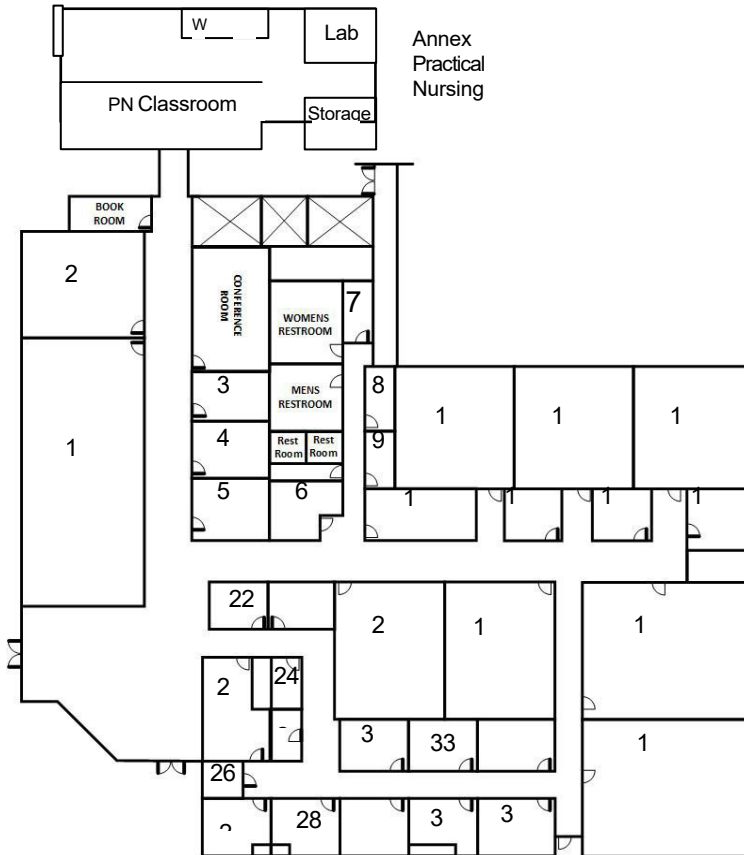 W
Lab
Annex
Practical
Nursing
PN Classroom
Storage
BOOK
ROOM
2
CONFERENCE
ROOM
WOMENS
RESTROOM
7
MENS
RESTROOM
3
8
1
1
1
1
4
Rest
Room
Rest
Room
9
5
6
1
1
1
1
22
2
1
1
2
24
3
33
1
26
28
3
3